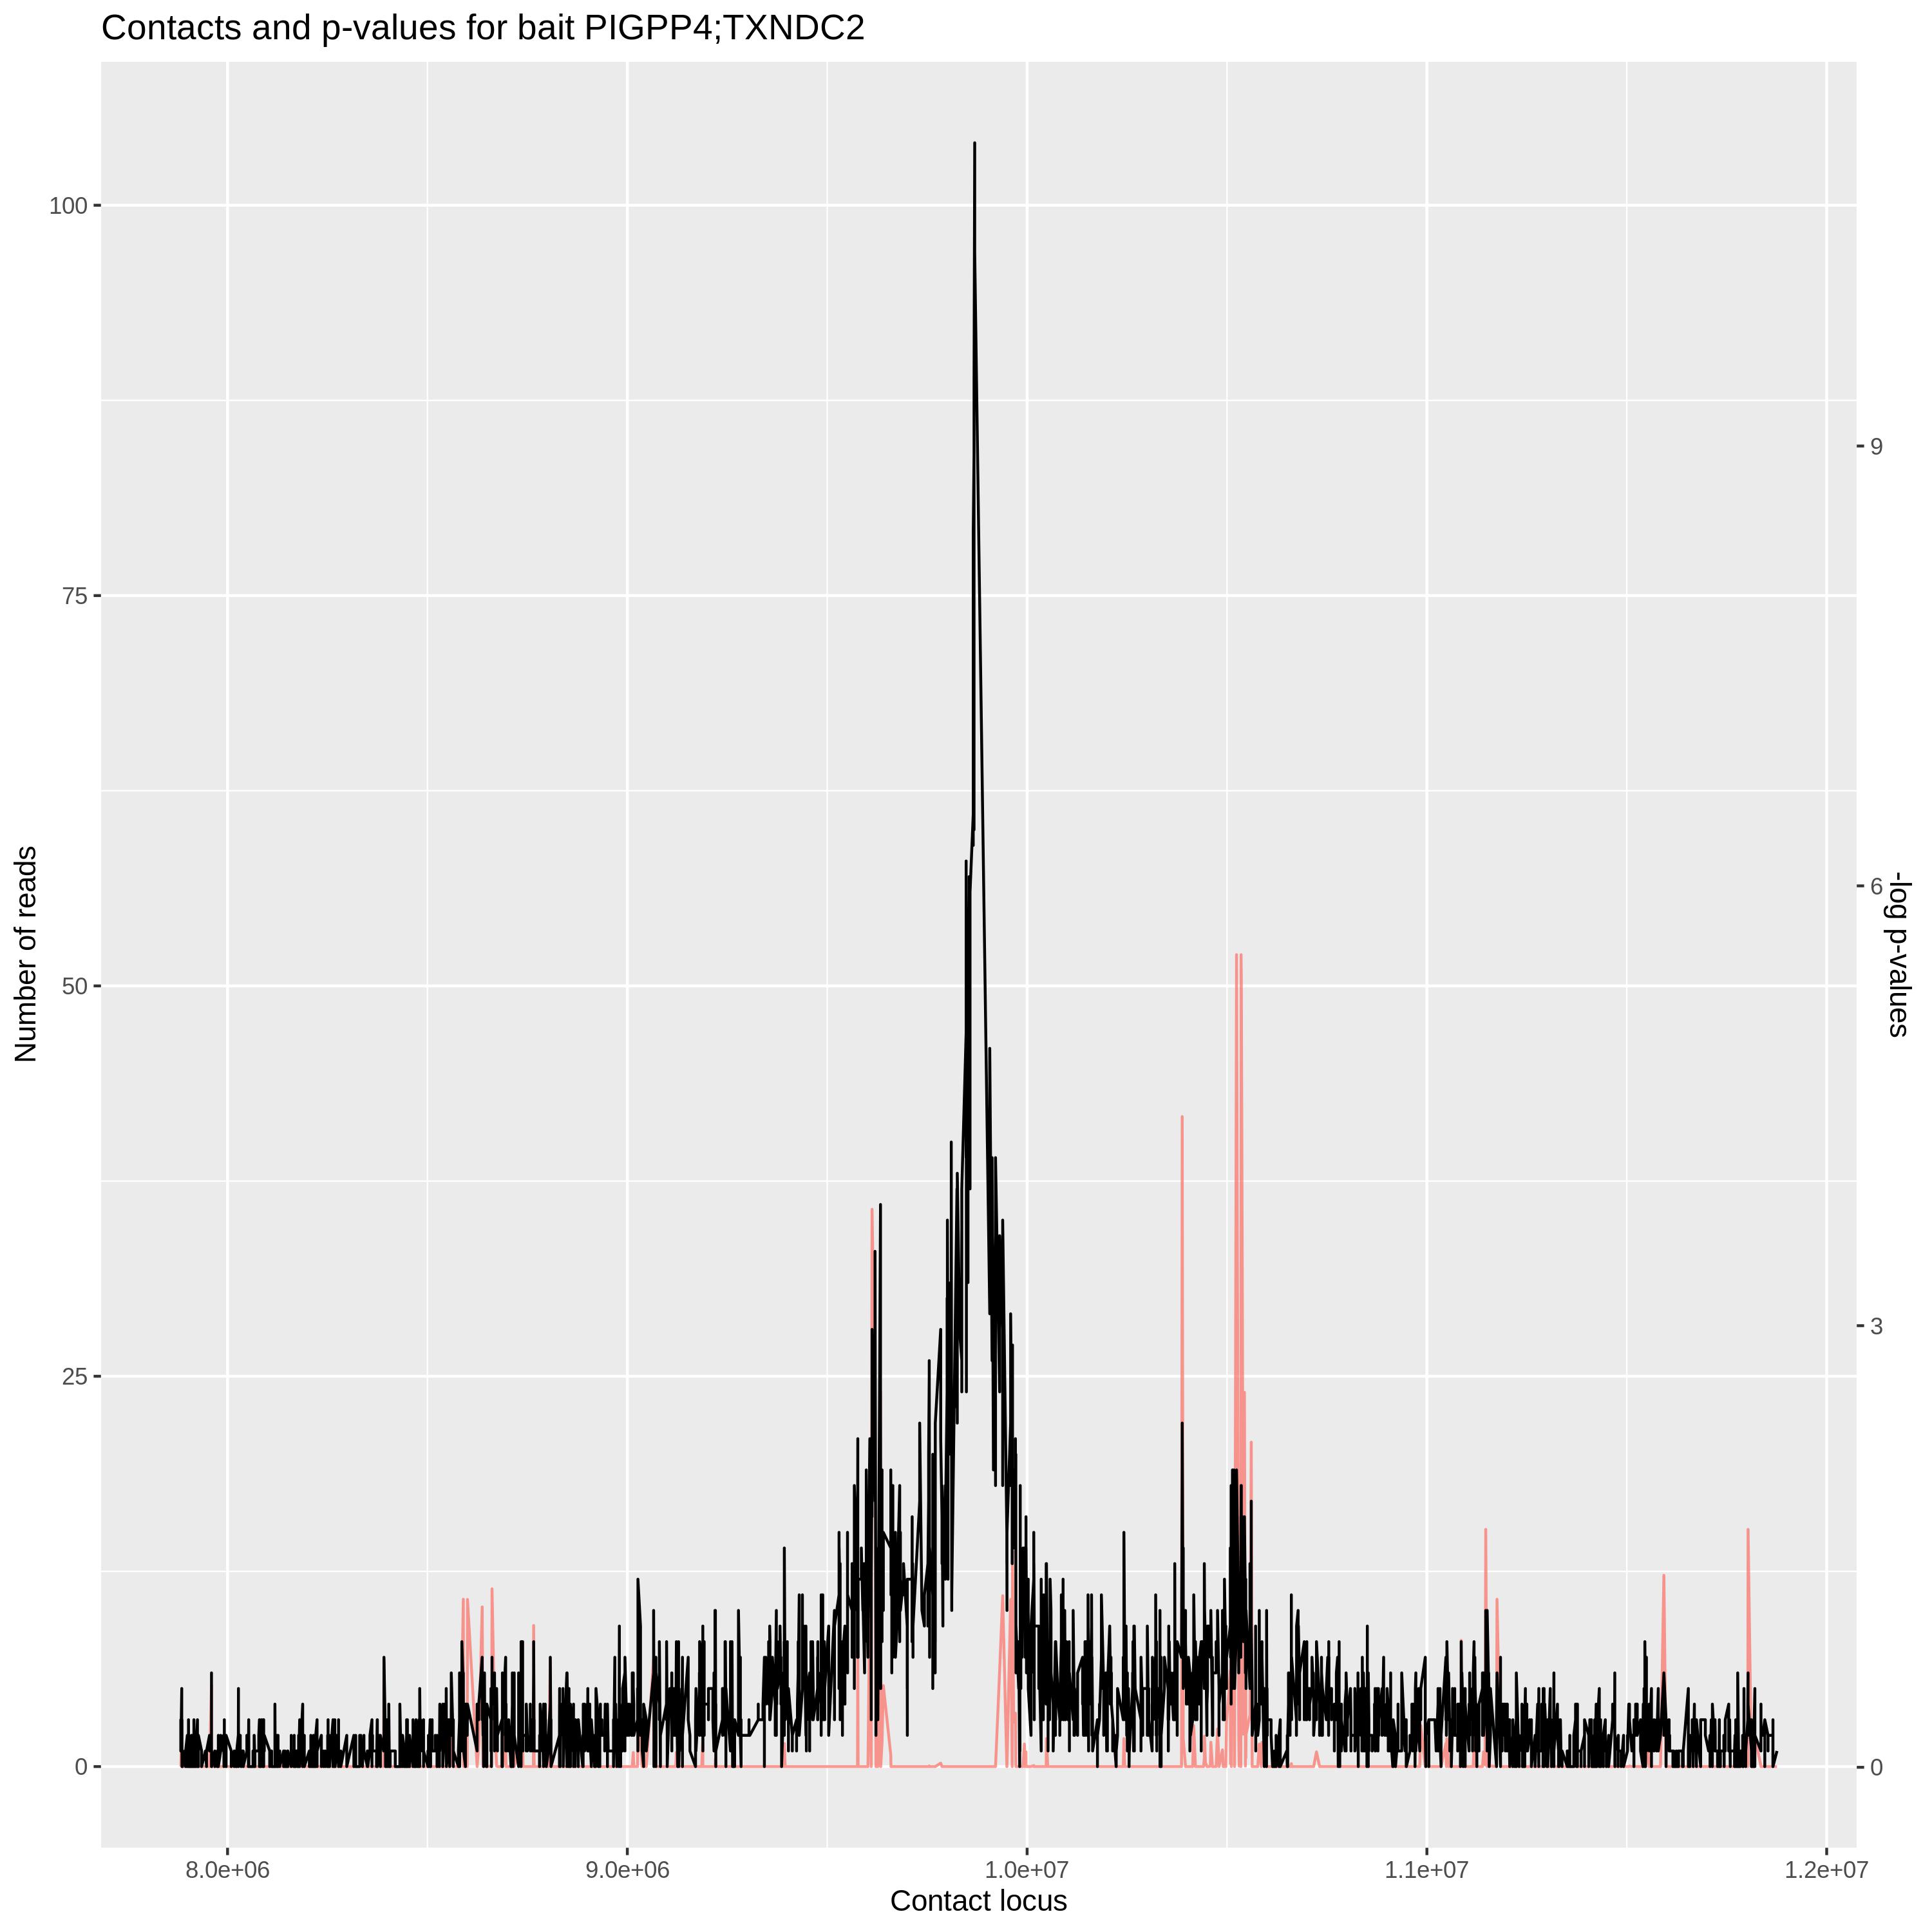 Contacts and p-values for bait PIGPP4;TXNDC2
100
75
50
25
0
Number of reads
9
6
3
0
-log p-values
8.0e+06 9.0e+06 1.0e+07 1.1e+07 1.2e+07
Contact locus